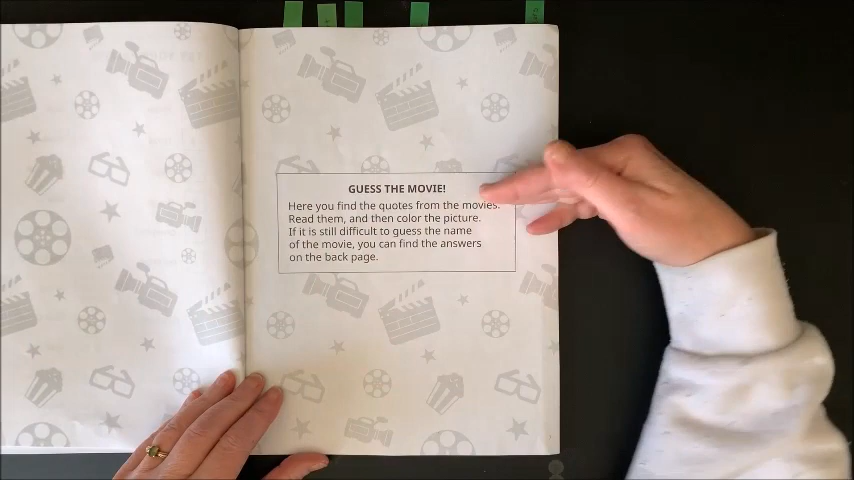 GUESS THE MOVIE!
Here you find the quotes from the movies.
Read them, and then color the picture.
If it is still difficult to guess the name
of the movie, you can find the answers
on the back page.